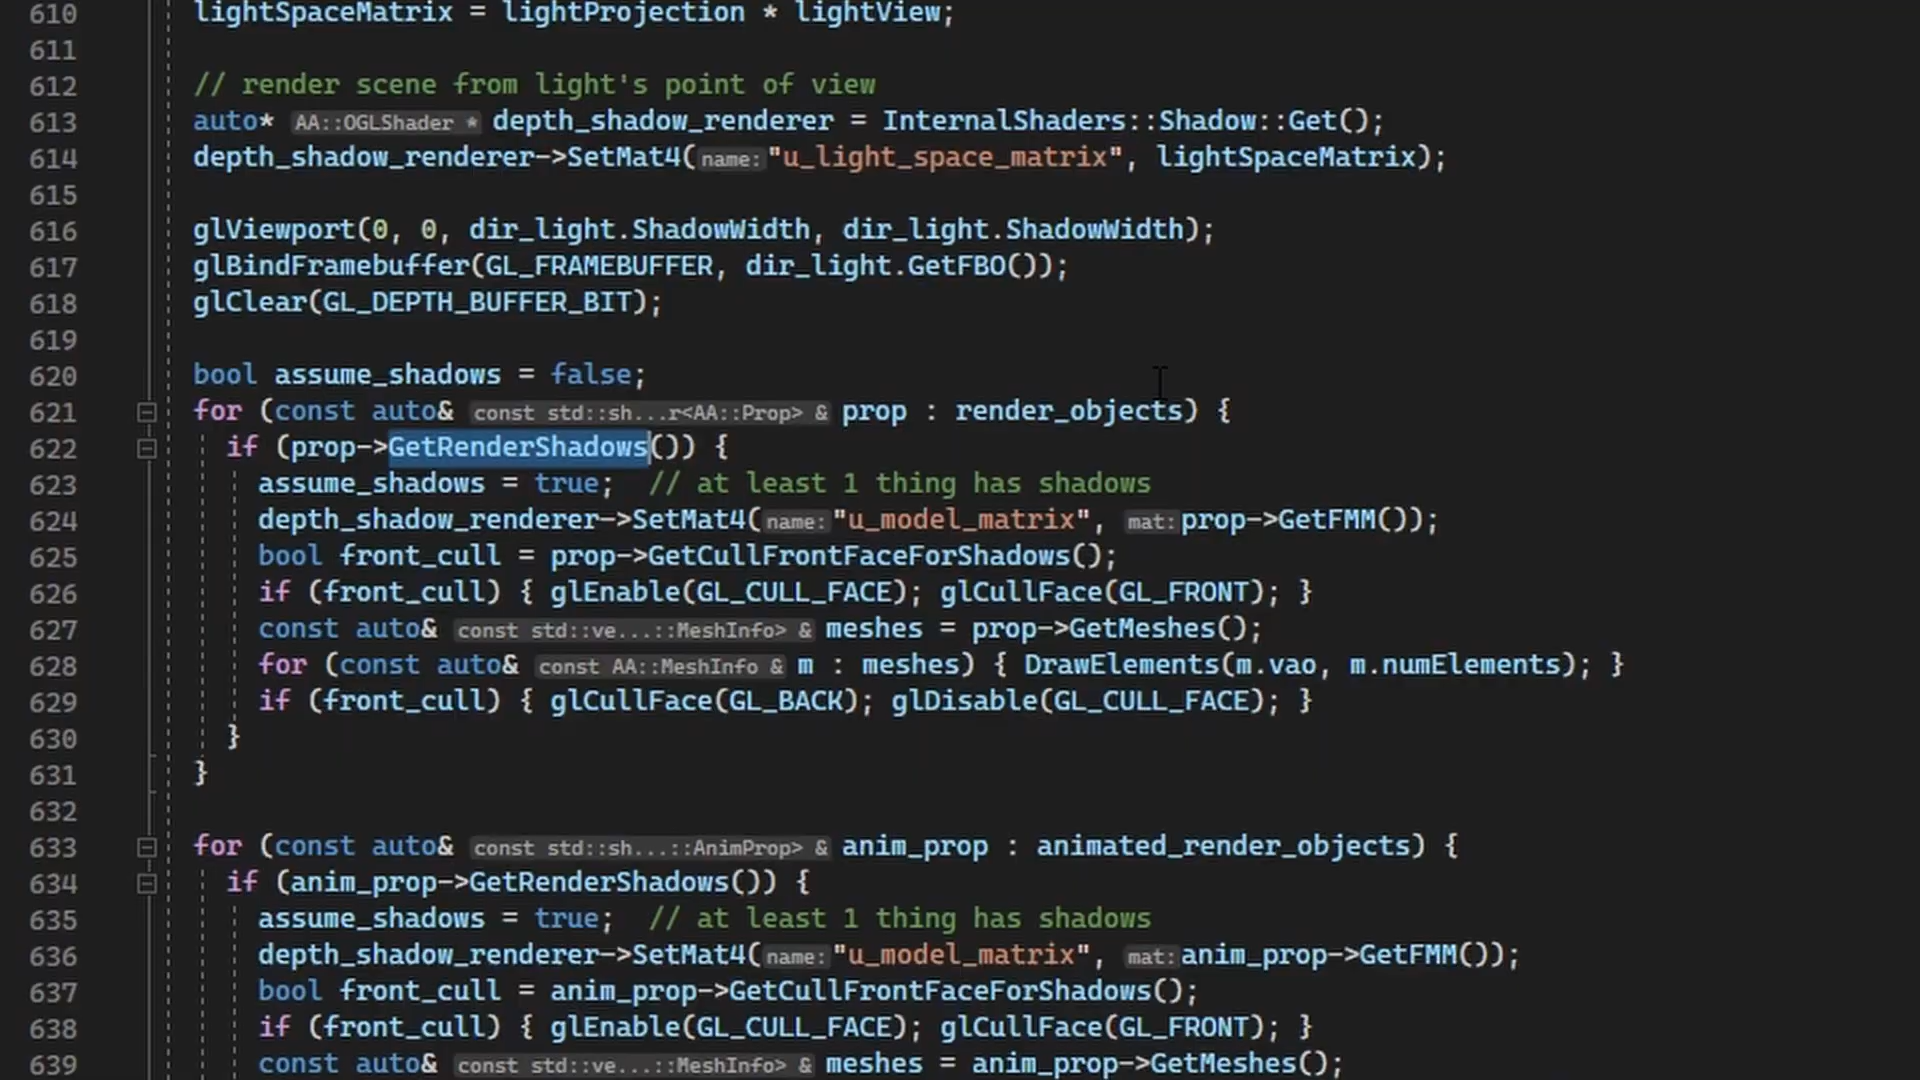 610 lightSpaceMatrix = lightProjection * lightView;
611
612 // render scene from light's point of view
613 auto* AA::OGLShader * depth_shadow_renderer = InternalShaders::Shadow::Get();
614 depth_shadow_renderer->SetMat4(name:"u_light_space_matrix", lightSpaceMatrix);
615
616 glViewport(0, 0, dir_light.ShadowWidth, dir_light.ShadowWidth);
617 glBindFramebuffer(GL_FRAMEBUFFER, dir_light.GetFBO());
618 glClear(GL_DEPTH_BUFFER_BIT);
619
620 bool assume_shadows = false;
621 for (const auto& const std::sh...r<AA::Prop> & prop : render_objects) {
622 if (prop->GetRenderShadows()) {
623 assume_shadows = true; // at least 1 thing has shadows
624 depth_shadow_renderer->SetMat4(name:"u_model_matrix", mat:prop->GetFMM());
625 bool front_cull = prop->GetCullFrontFaceForShadows();
626 if (front_cull) { glEnable(GL_CULL_FACE); glCullFace(GL_FRONT); }
627 const auto& const std::ve...::MeshInfo> & meshes = prop->GetMeshes();
628 for (const auto& const AA::MeshInfo & m : meshes) { DrawElements(m.vao, m.numElements); }
629 if (front_cull) { glCullFace(GL_BACK); glDisable(GL_CULL_FACE); }
630 }
631 }
632
633 for (const auto& const std::sh...::AnimProp> & anim_prop : animated_render_objects) {
634 if (anim_prop->GetRenderShadows()) {
635 assume_shadows = true; // at least 1 thing has shadows
636 depth_shadow_renderer->SetMat4(name:"u_model_matrix", mat:anim_prop->GetFMM());
637 bool front_cull = anim_prop->GetCullFrontFaceForShadows();
638 if (front_cull) { glEnable(GL_CULL_FACE); glCullFace(GL_FRONT); }
639 const auto& const std::ve...::MeshInfo> & meshes = anim_prop->GetMeshes();